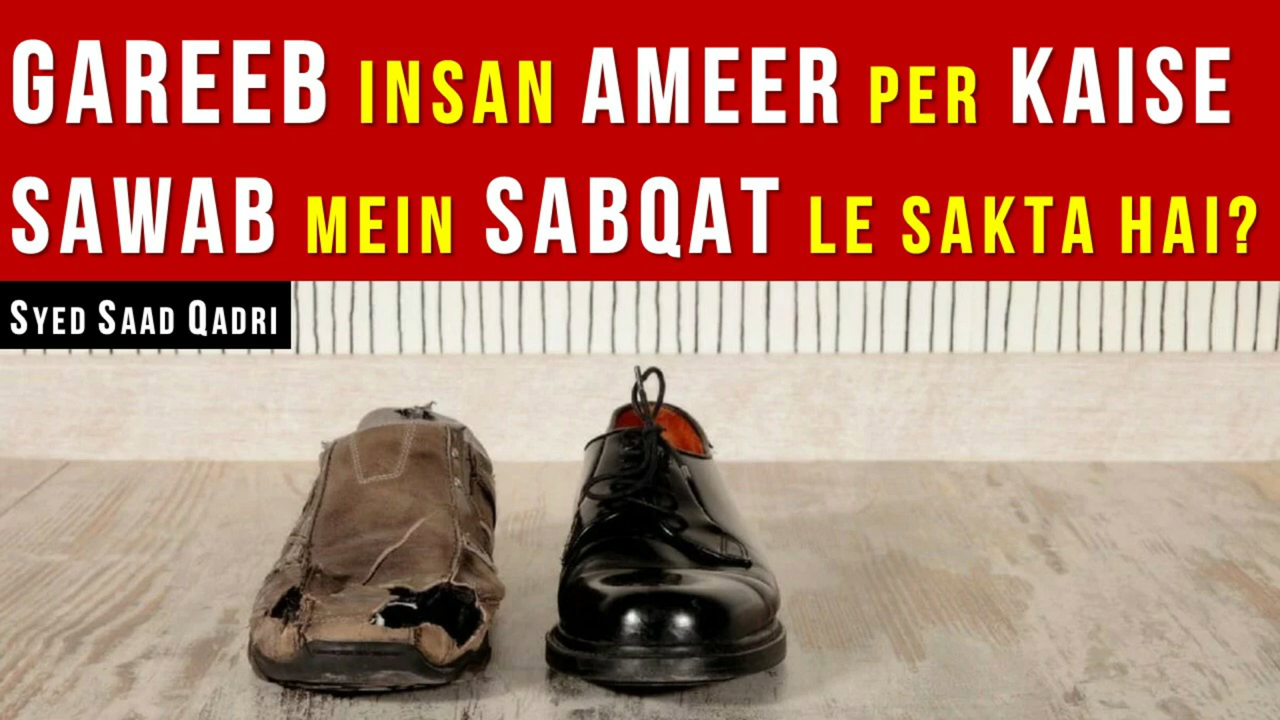 GAREEB INSAN AMEER PER KAISE
SAWAB MEIN SABQAT LE SAKTA HAI?
SYED SAAD QADRI